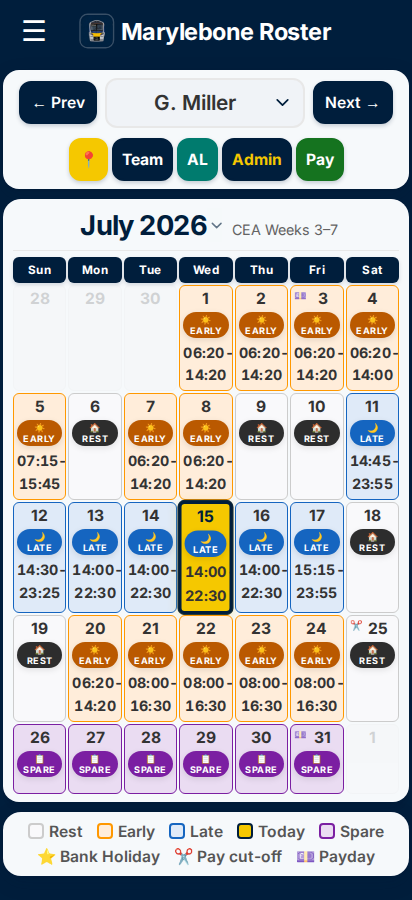 ☰ Marylebone Roster
← Prev G. Miller Next →
📍 Team AL Admin Pay
July 2026 CEA Weeks 3–7
Sun Mon Tue Wed Thu Fri Sat
28 29 30 1 2 3 4
EARLY EARLY EARLY EARLY
06:20- 06:20- 06:20- 06:20-
14:20 14:20 14:20 14:00
5 6 7 8 9 10 11
EARLY REST EARLY EARLY REST REST LATE
07:15- 06:20- 06:20- 14:45-
15:45 14:20 14:20 23:55
12 13 14 15 16 17 18
LATE LATE LATE LATE LATE LATE REST
14:30- 14:00- 14:00- 14:00 14:00- 15:15-
23:25 22:30 22:30 22:30 22:30 23:55
19 20 21 22 23 24 25
REST EARLY EARLY EARLY EARLY EARLY REST
06:20- 08:00- 08:00- 08:00- 08:00-
14:20 16:30 16:30 16:30 16:30
26 27 28 29 30 31 1
SPARE SPARE SPARE SPARE SPARE SPARE
Rest Early Late Today Spare
⭐ Bank Holiday ✂️ Pay cut-off 💷 Payday